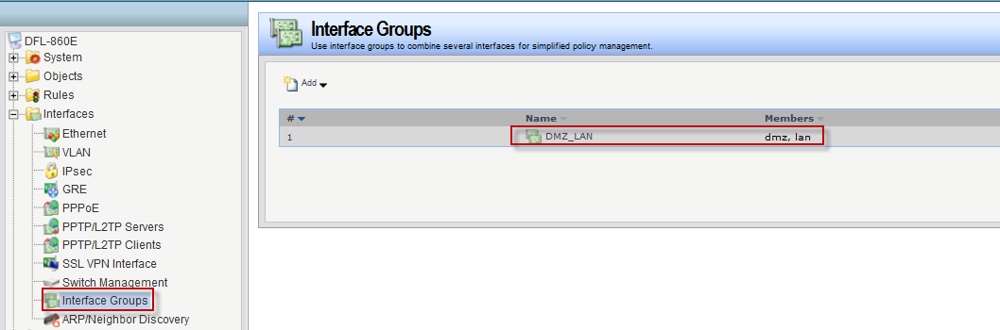 DFL-860E
System
Objects
Rules
Interfaces
Ethernet
VLAN
IPsec
GRE
PPPoE
PPTP/L2TP Servers
PPTP/L2TP Clients
SSL VPN Interface
Switch Management
Interface Groups
ARP/Neighbor Discovery
Interface Groups
Use interface groups to combine several interfaces for simplified policy management.
Add
# Name Members
1 DMZ_LAN dmz, lan